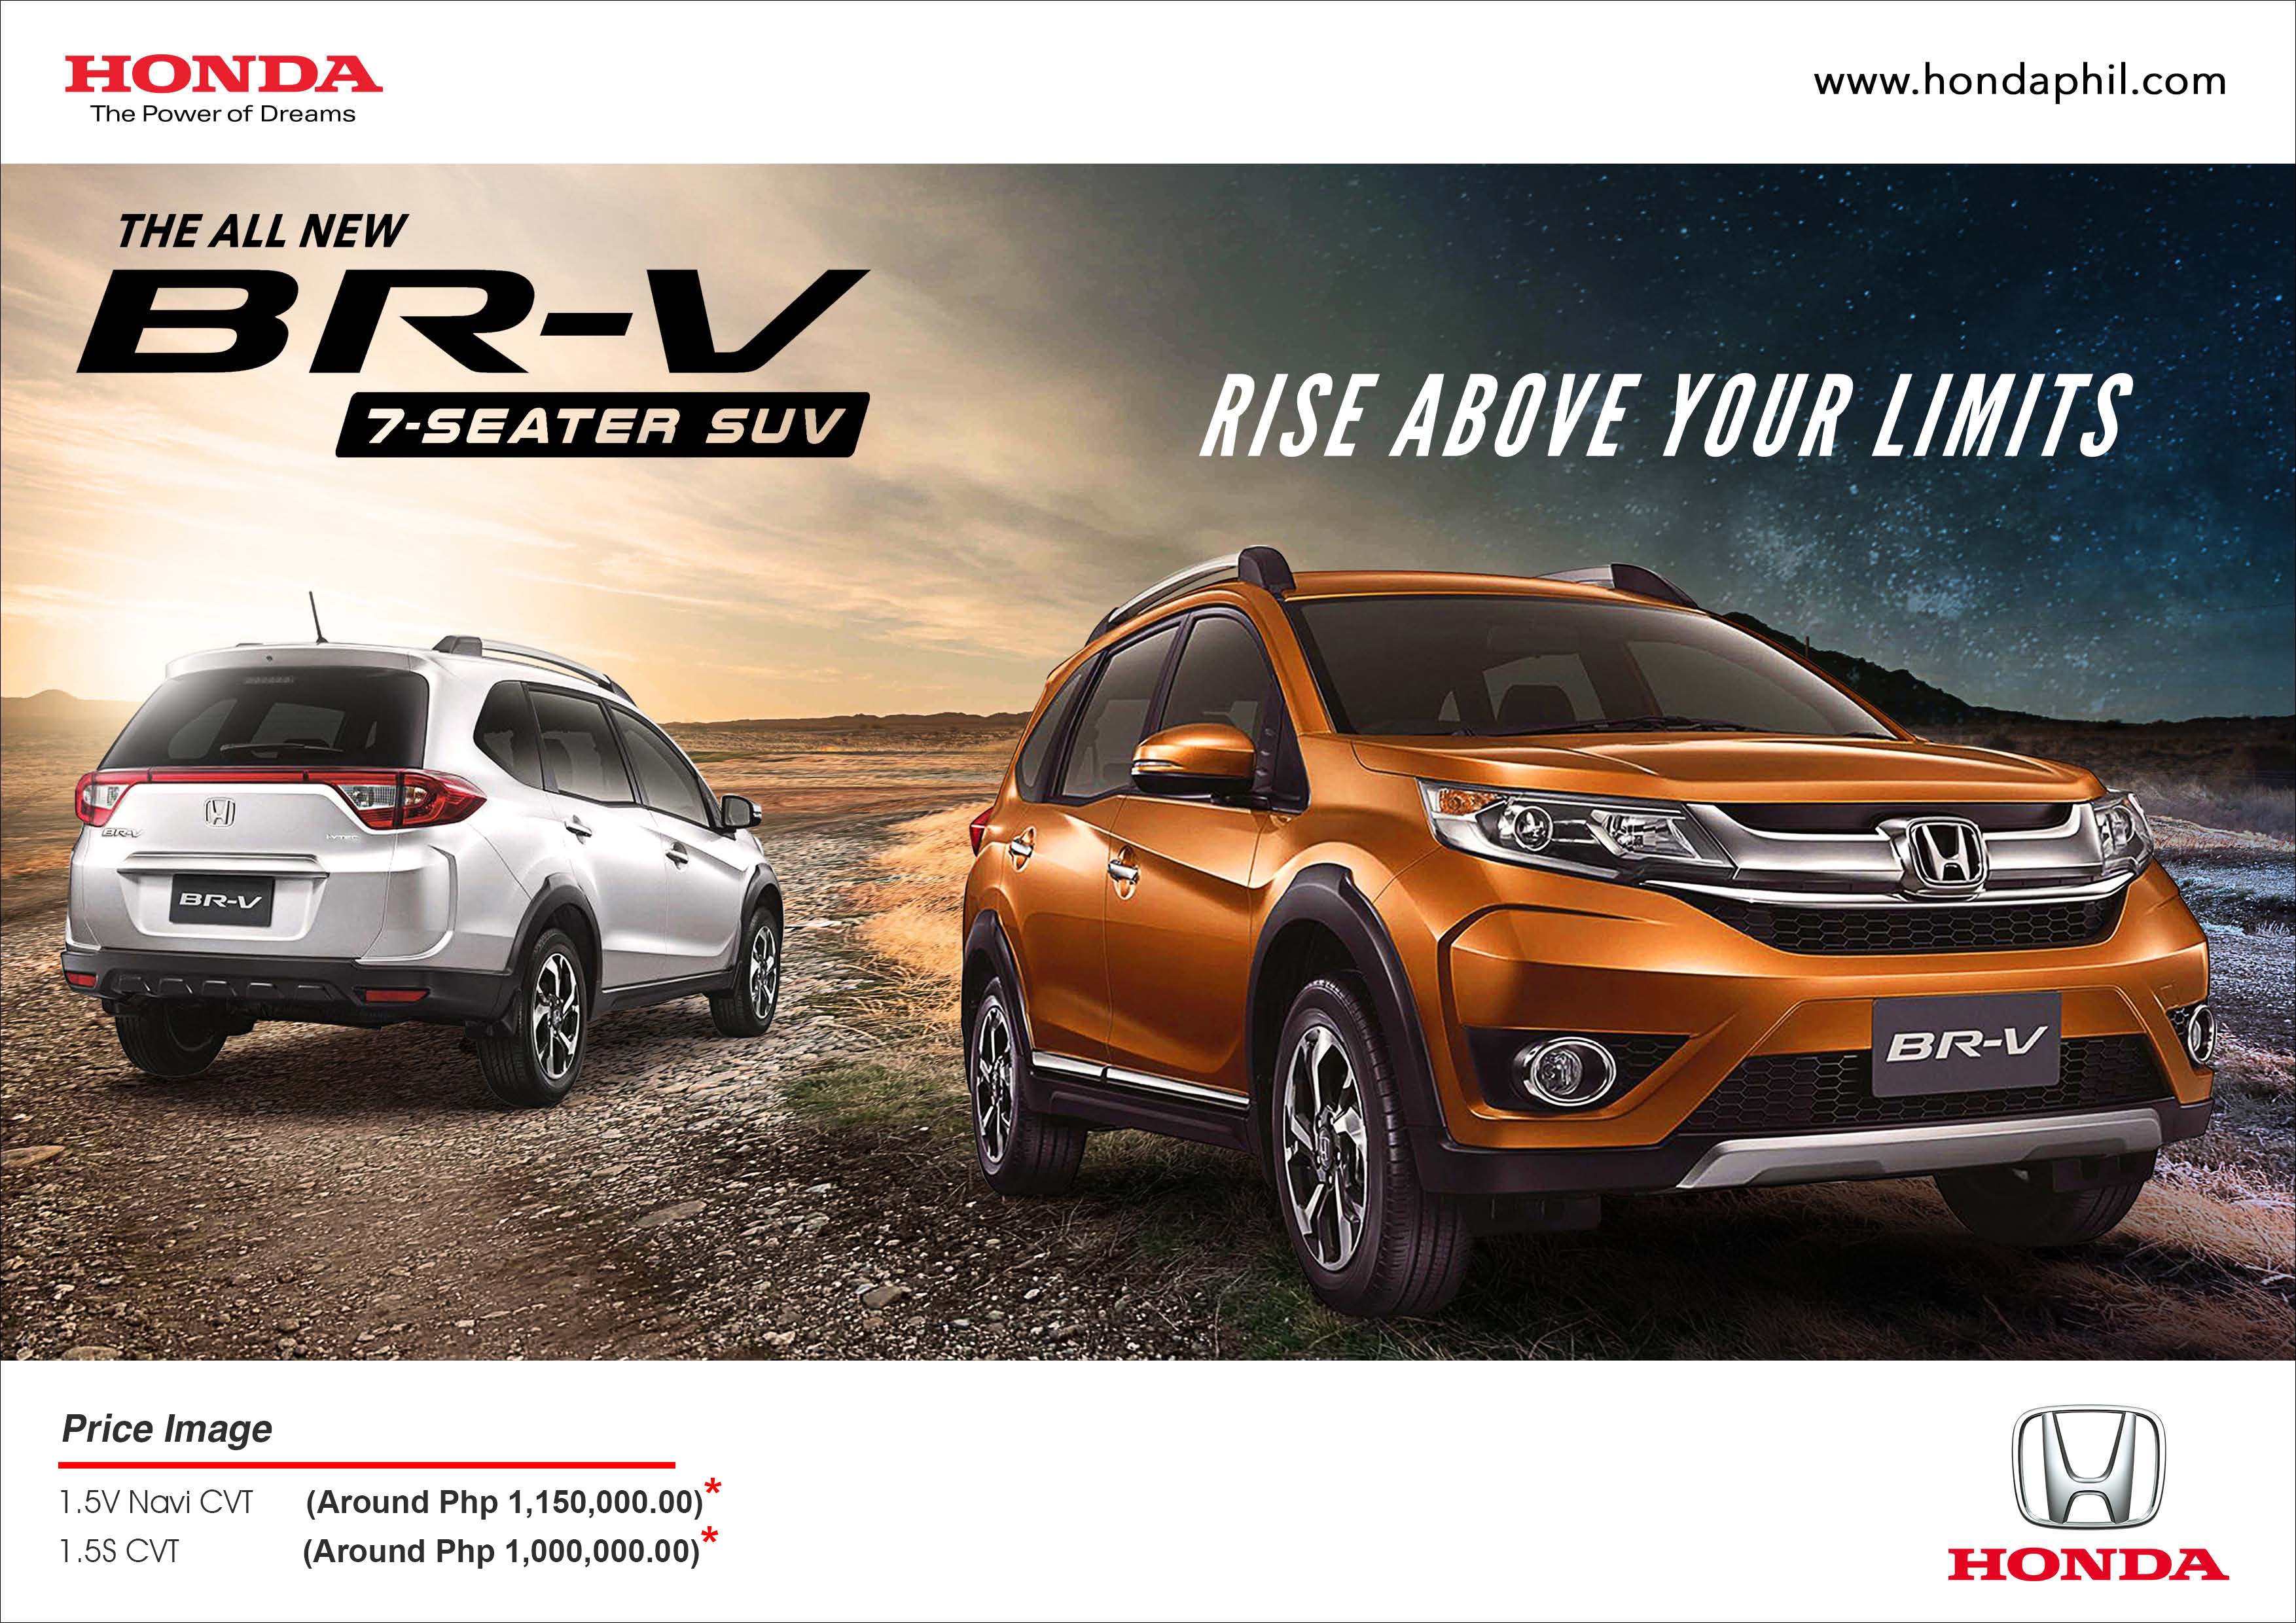 HONDA
The Power of Dreams
www.hondaphil.com
THE ALL NEW
BR-V
7-SEATER SUV
RISE ABOVE YOUR LIMITS
BR-V
i-VTEC
BR-V
BR-V
Price Image
1.5V Navi CVT (Around Php 1,150,000.00)*
1.5S CVT (Around Php 1,000,000.00)*
HONDA